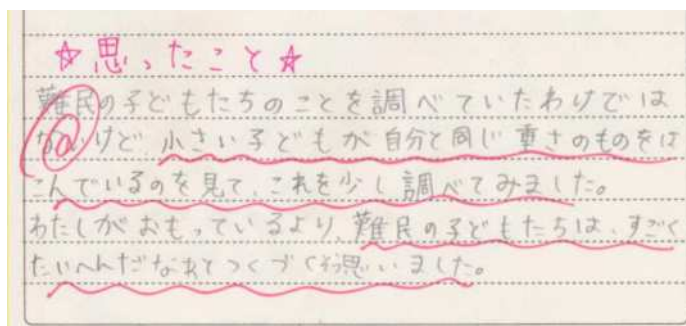 ☆思ったこと☆
難民の子どもたちのことを調べていたわけでは
ないけど 小さい子どもが自分と同じ重さのものをは
こんでいるのを見て、これを少し調べてみました。
わたしがおもっているより、難民の子どもたちは、すごく
たいへんだなあとつくづく思いました。